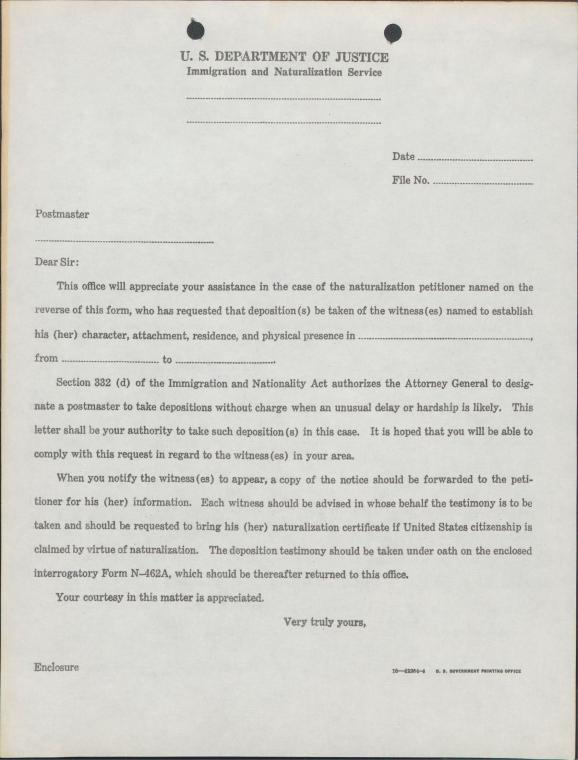 U. S. DEPARTMENT OF JUSTICE
Immigration and Naturalization Service
Date
File No.
Postmaster
Dear Sir:
This office will appreciate your assistance in the case of the naturalization petitioner named on the
reverse of this form, who has requested that deposition(s) be taken of the witness(es) named to establish
his (her) character, attachment, residence, and physical presence in ,
from to .
Section 332 (d) of the Immigration and Nationality Act authorizes the Attorney General to desig-
nate a postmaster to take depositions without charge when an unusual delay or hardship is likely. This
letter shall be your authority to take such deposition(s) in this case. It is hoped that you will be able to
comply with this request in regard to the witness(es) in your area.
When you notify the witness(es) to appear, a copy of the notice should be forwarded to the peti-
tioner for his (her) information. Each witness should be advised in whose behalf the testimony is to be
taken and should be requested to bring his (her) naturalization certificate if United States citizenship is
claimed by virtue of naturalization. The deposition testimony should be taken under oath on the enclosed
interrogatory Form N-462A, which should be thereafter returned to this office.
Your courtesy in this matter is appreciated.
Very truly yours,
Enclosure
U. S. GOVERNMENT PRINTING OFFICE